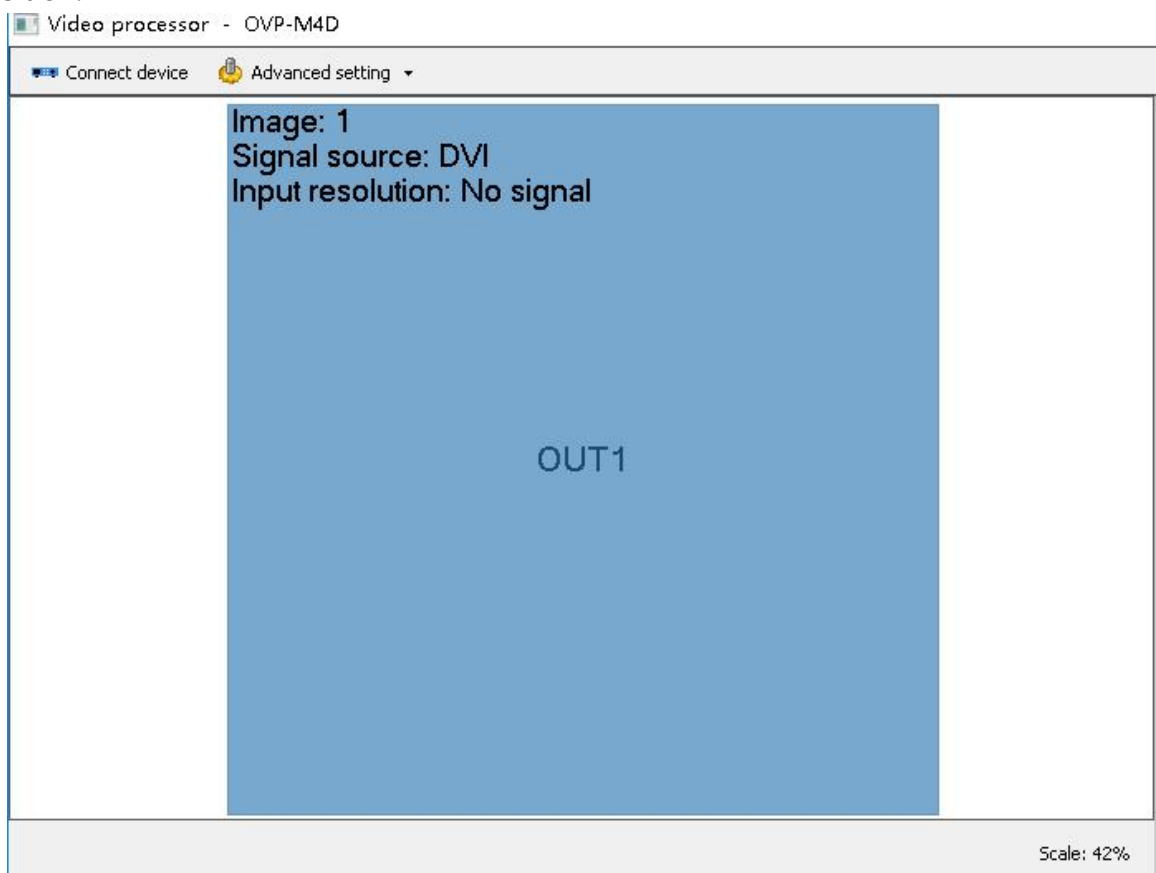 Video processor - OVP-M4D
Connect device Advanced setting
Image: 1
Signal source: DVI
Input resolution: No signal
OUT1
Scale: 42%